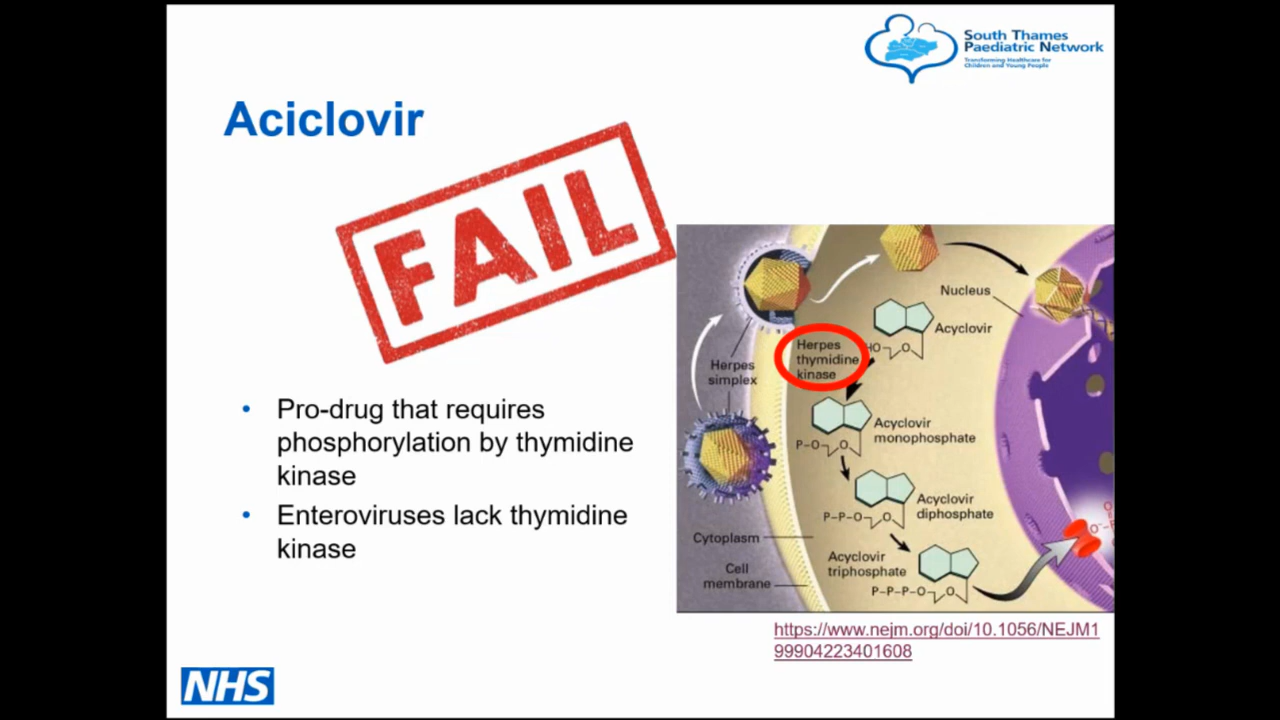 South Thames
Paediatric Network
Transforming Healthcare for
Children and Young People
Aciclovir
FAIL
Nucleus
Acyclovir
Herpes
thymidine
kinase
HO
O
Herpes
simplex
Acyclovir
monophosphate
P-O
O
Acyclovir
diphosphate
P-P-O
O
Cytoplasm
Acyclovir
triphosphate
Cell
membrane
P-P-P-O
O
• Pro-drug that requires
phosphorylation by thymidine
kinase
• Enteroviruses lack thymidine
kinase
https://www.nejm.org/doi/10.1056/NEJM1
99904223401608
NHS